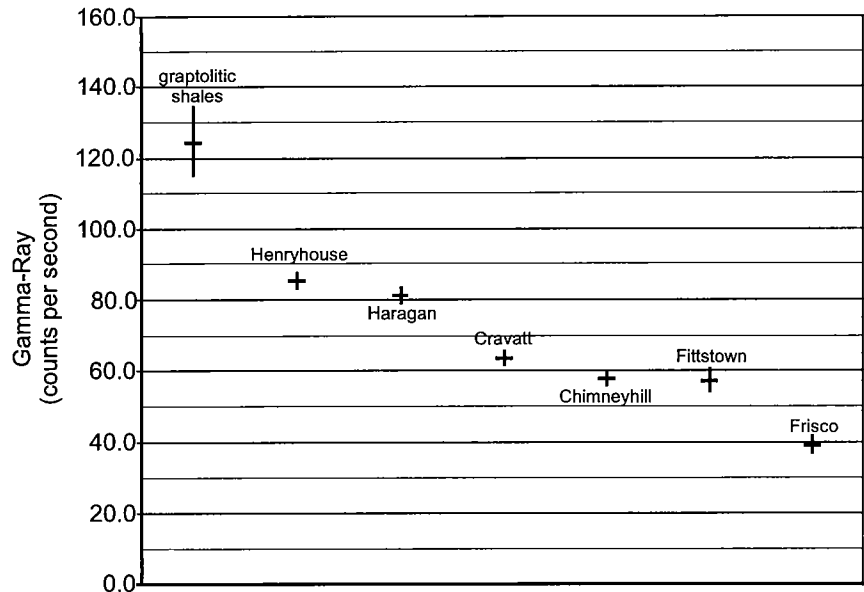 160.0
140.0
120.0
100.0
80.0
60.0
40.0
20.0
0.0
Gamma-Ray
(counts per second)
graptolitic
shales
Henryhouse
Haragan
Cravatt
Chimneyhill
Fittstown
Frisco